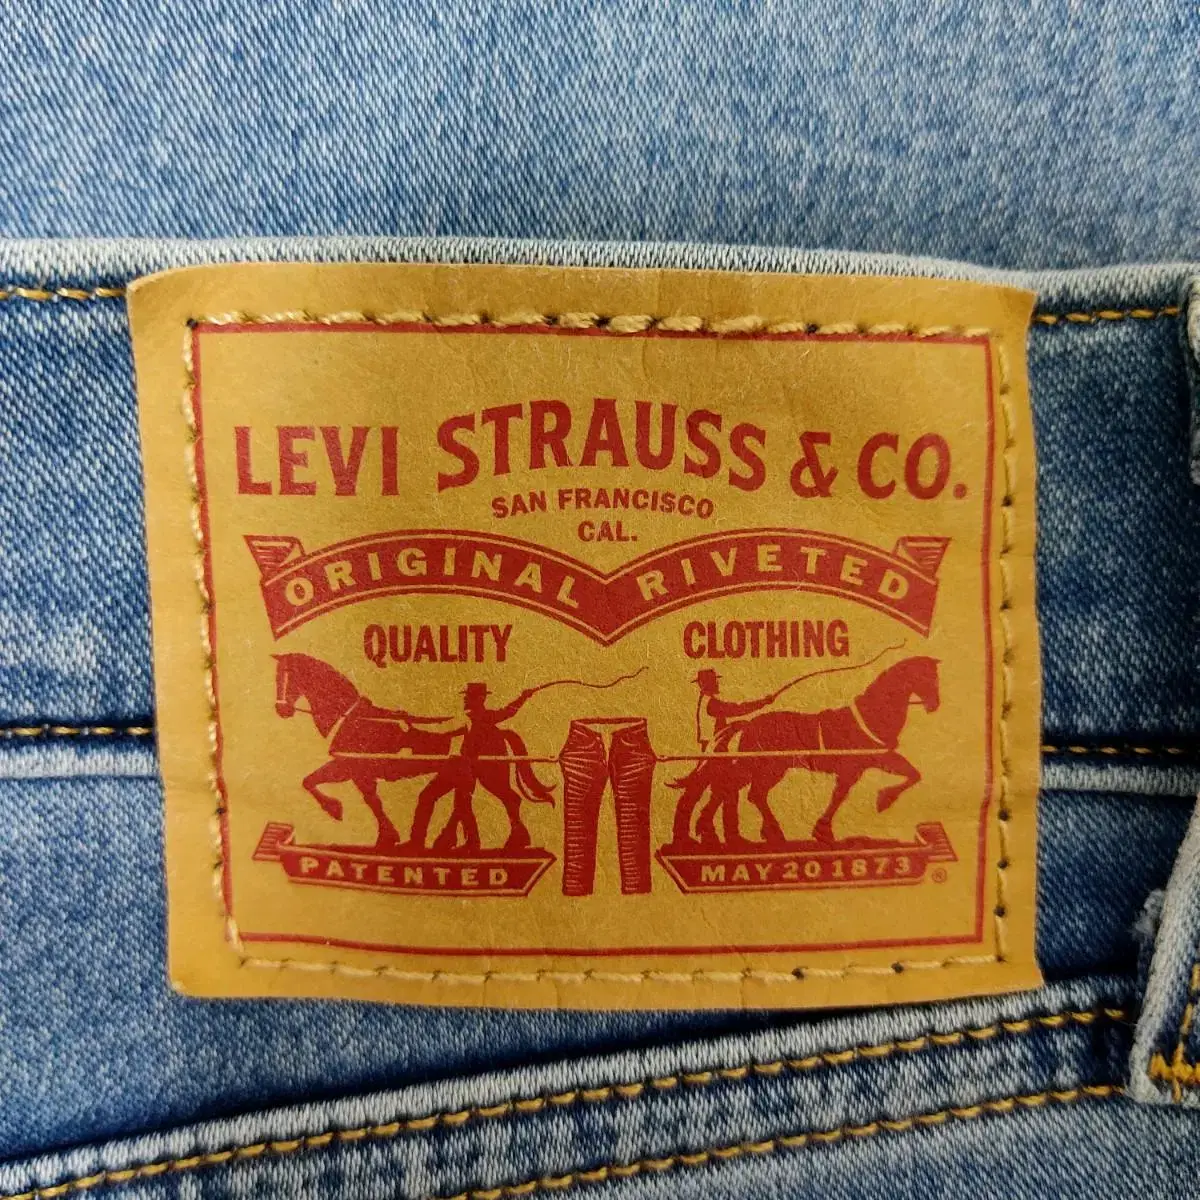 LEVI STRAUSS & CO.
SAN FRANCISCO
CAL.
ORIGINAL RIVETED
QUALITY CLOTHING
PATENTED MAY 20 1873 ®